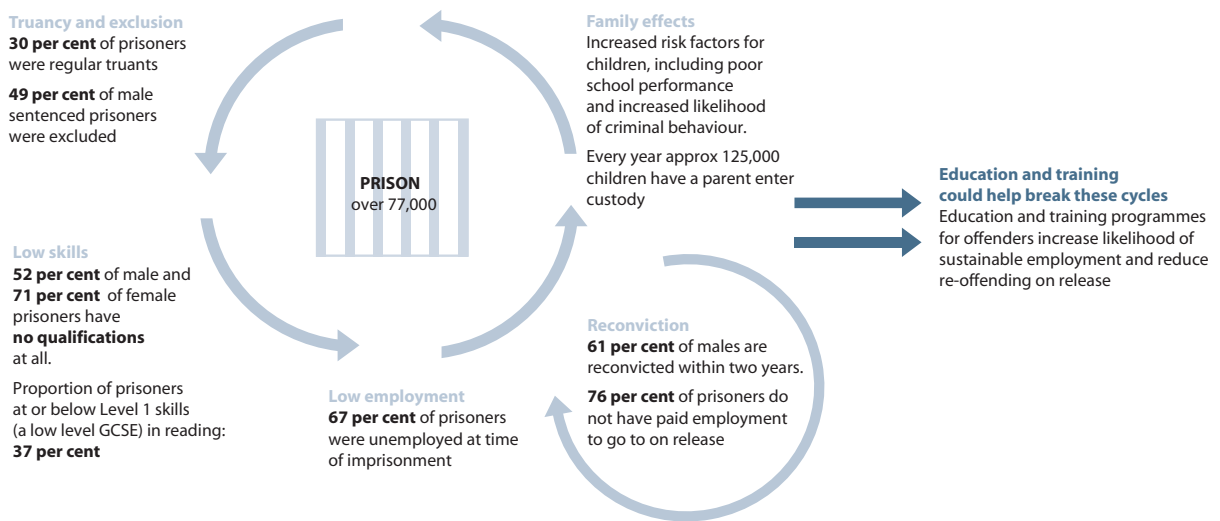 Truancy and exclusion
30 per cent of prisoners
were regular truants
49 per cent of male
sentenced prisoners
were excluded
Low skills
52 per cent of male and
71 per cent of female
prisoners have
no qualifications
at all.
Proportion of prisoners
at or below Level 1 skills
(a low level GCSE) in reading:
37 per cent
PRISON
over 77,000
Low employment
67 per cent of prisoners
were unemployed at time
of imprisonment
Family effects
Increased risk factors for
children, including poor
school performance
and increased likelihood
of criminal behaviour.
Every year approx 125,000
children have a parent enter
custody
Reconviction
61 per cent of males are
reconvicted within two years.
76 per cent of prisoners do
not have paid employment
to go to on release
Education and training
could help break these cycles
Education and training programmes
for offenders increase likelihood of
sustainable employment and reduce
re-offending on release